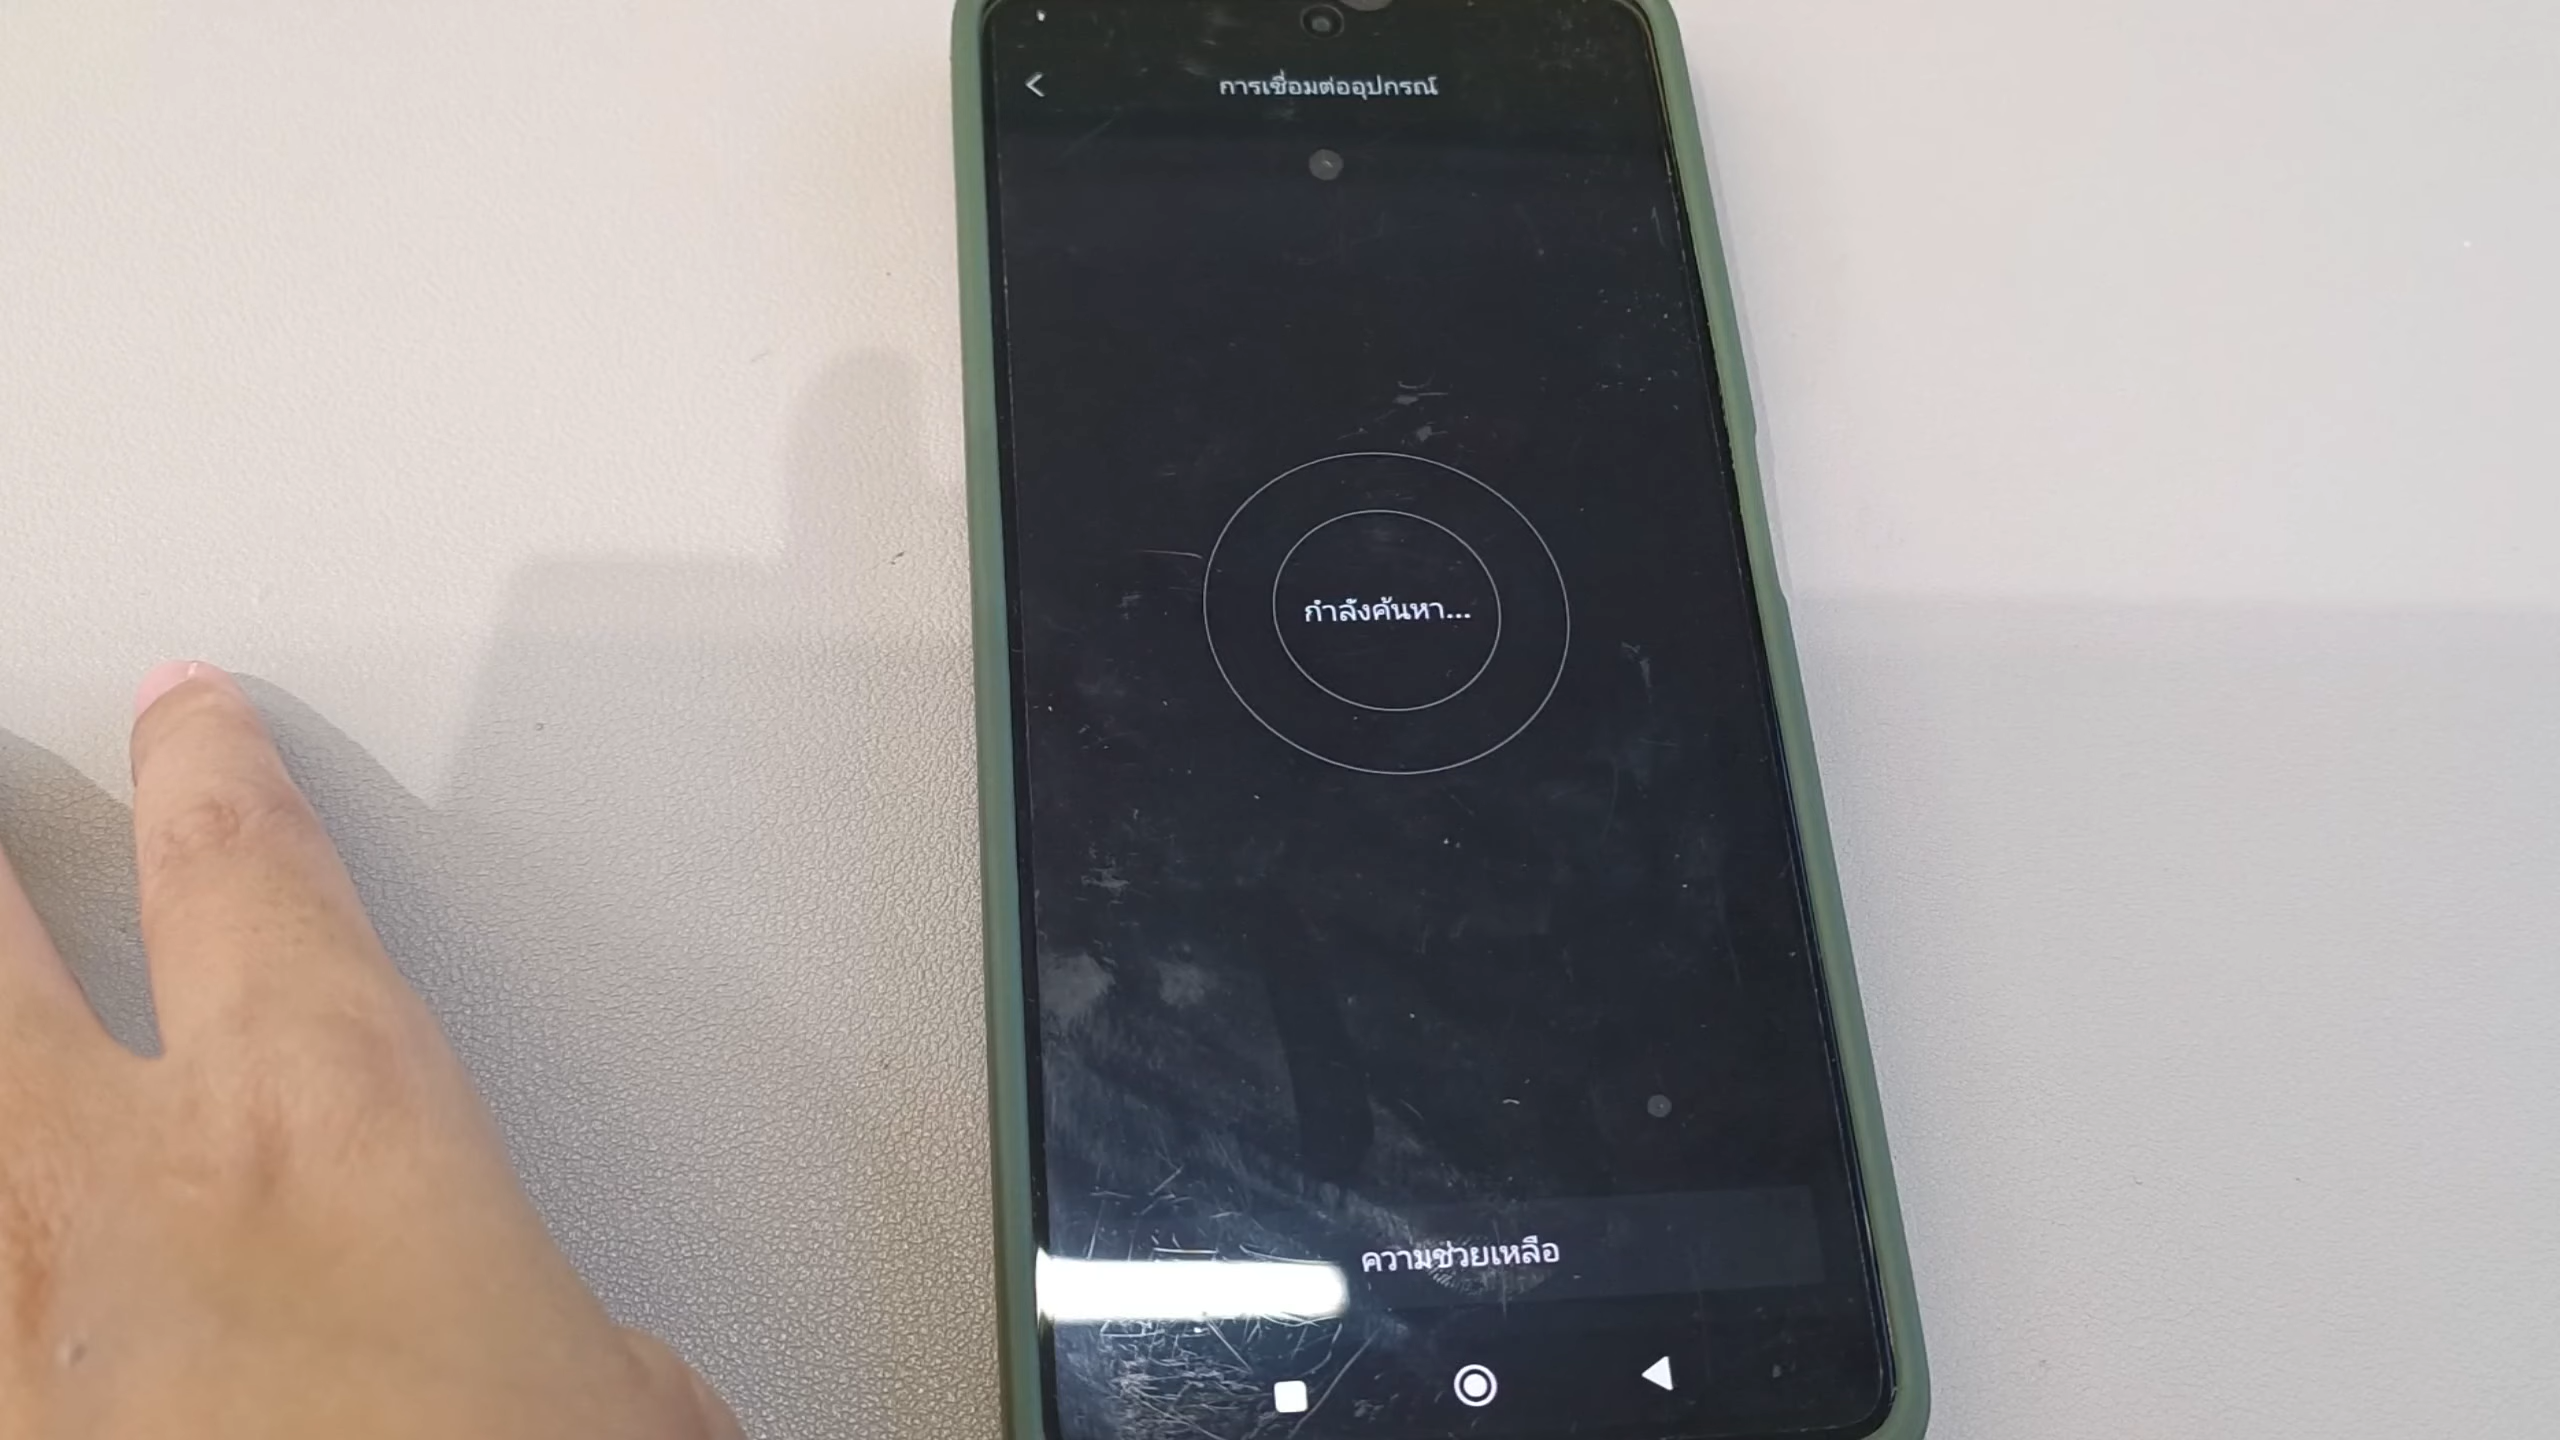 การเชื่อมต่ออุปกรณ์
กำลังค้นหา...
ความช่วยเหลือ